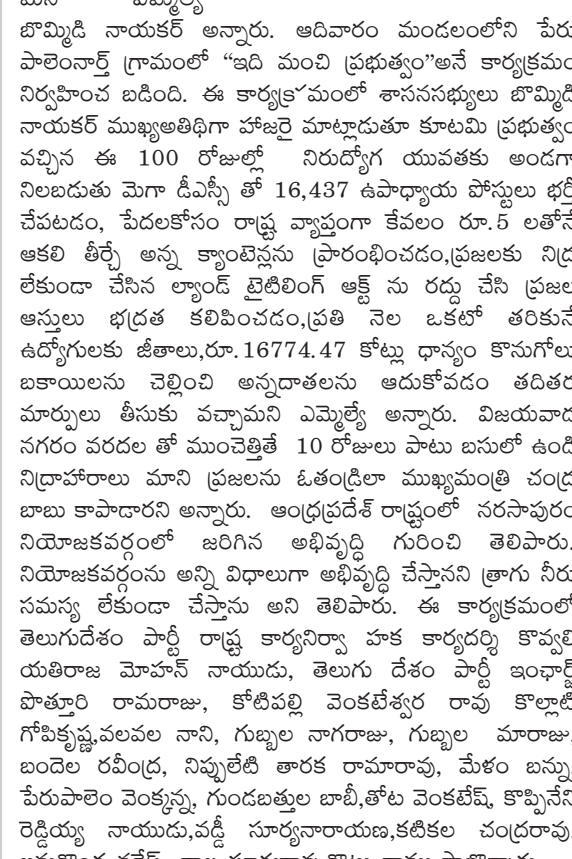 బొమ్మిడి నాయకర్ అన్నారు. ఆదివారం మండలంలోని పేరు
పాలెంనార్త్ గ్రామంలో “ఇది మంచి ప్రభుత్వం”అనే కార్యక్రమం
నిర్వహించ బడింది. ఈ కార్యక్రమంలో శాసనసభ్యులు బొమ్మిడి
నాయకర్ ముఖ్యఅతిథిగా హాజరై మాట్లాడుతూ కూటమి ప్రభుత్వం
వచ్చిన ఈ 100 రోజుల్లో నిరుద్యోగ యువతకు అండగా
నిలబడుతు మెగా డీఎస్సీ తో 16,437 ఉపాధ్యాయ పోస్టులు భర్తీ
చేపటడం, పేదలకోసం రాష్ట్ర వ్యాప్తంగా కేవలం రూ.5 లతోనే
ఆకలి తీర్చే అన్న క్యాంటెన్లను ప్రారంభించడం,ప్రజలకు నిద్ర
లేకుండా చేసిన ల్యాండ్ టైటిలింగ్ ఆక్ట్ ను రద్దు చేసి ప్రజల
ఆస్తులు భద్రత కలిపించడం,ప్రతి నెల ఒకటో తరికునే
ఉద్యోగులకు జీతాలు,రూ.16774.47 కోట్లు ధాన్యం కొనుగోలు
బకాయిలను చెల్లించి అన్నదాతలను ఆదుకోవడం తదితర
మార్పులు తీసుకు వచ్చామని ఎమ్మెల్యే అన్నారు. విజయవాద
నగరం వరదల తో ముంచెత్తితే 10 రోజులు పాటు బసులో ఉండి
నిద్రాహారాలు మాని ప్రజలను ఓతండ్రిలా ముఖ్యమంత్రి చంద్ర
బాబు కాపాడారని అన్నారు. ఆంధ్రప్రదేశ్ రాష్ట్రంలో నరసాపురం
నియోజకవర్గంలో జరిగిన అభివృద్ధి గురించి తెలిపారు.
నియోజకవర్గంను అన్ని విధాలుగా అభివృద్ధి చేస్తానని త్రాగు నీరు
సమస్య లేకుండా చేస్తాను అని తెలిపారు. ఈ కార్యక్రమంలో
తెలుగుదేశం పార్టీ రాష్ట్ర కార్యనిర్వా హక కార్యదర్శి కొవ్వలి
యతిరాజ మోహన్ నాయుడు, తెలుగు దేశం పార్టీ ఇంఛార్జ్
పొత్తూరి రామరాజు, కోటిపల్లి వెంకటేశ్వర రావు కొల్లాటి
గోపికృష్ణ,వలవల నాని, గుబ్బల నాగరాజు, గుబ్బల మారాజు,
బందెల రవీంద్ర, నిప్పులేటి తారక రామారావు, మేళం బన్ను,
పేరుపాలెం వెంక్కన్న, గుండబత్తుల బాబీ,తోట వెంకటేష్, కొప్పినేని
రెడ్డియ్య నాయుడు,వడ్డీ సూర్యనారాయణ,కటికల చంద్రరావు,